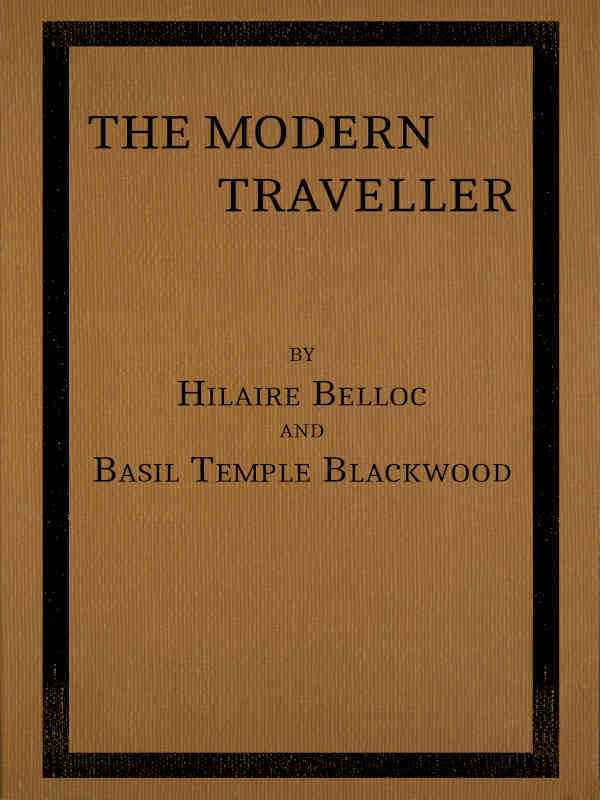 THE MODERN
TRAVELLER
BY
HILAIRE BELLOC
AND
BASIL TEMPLE BLACKWOOD